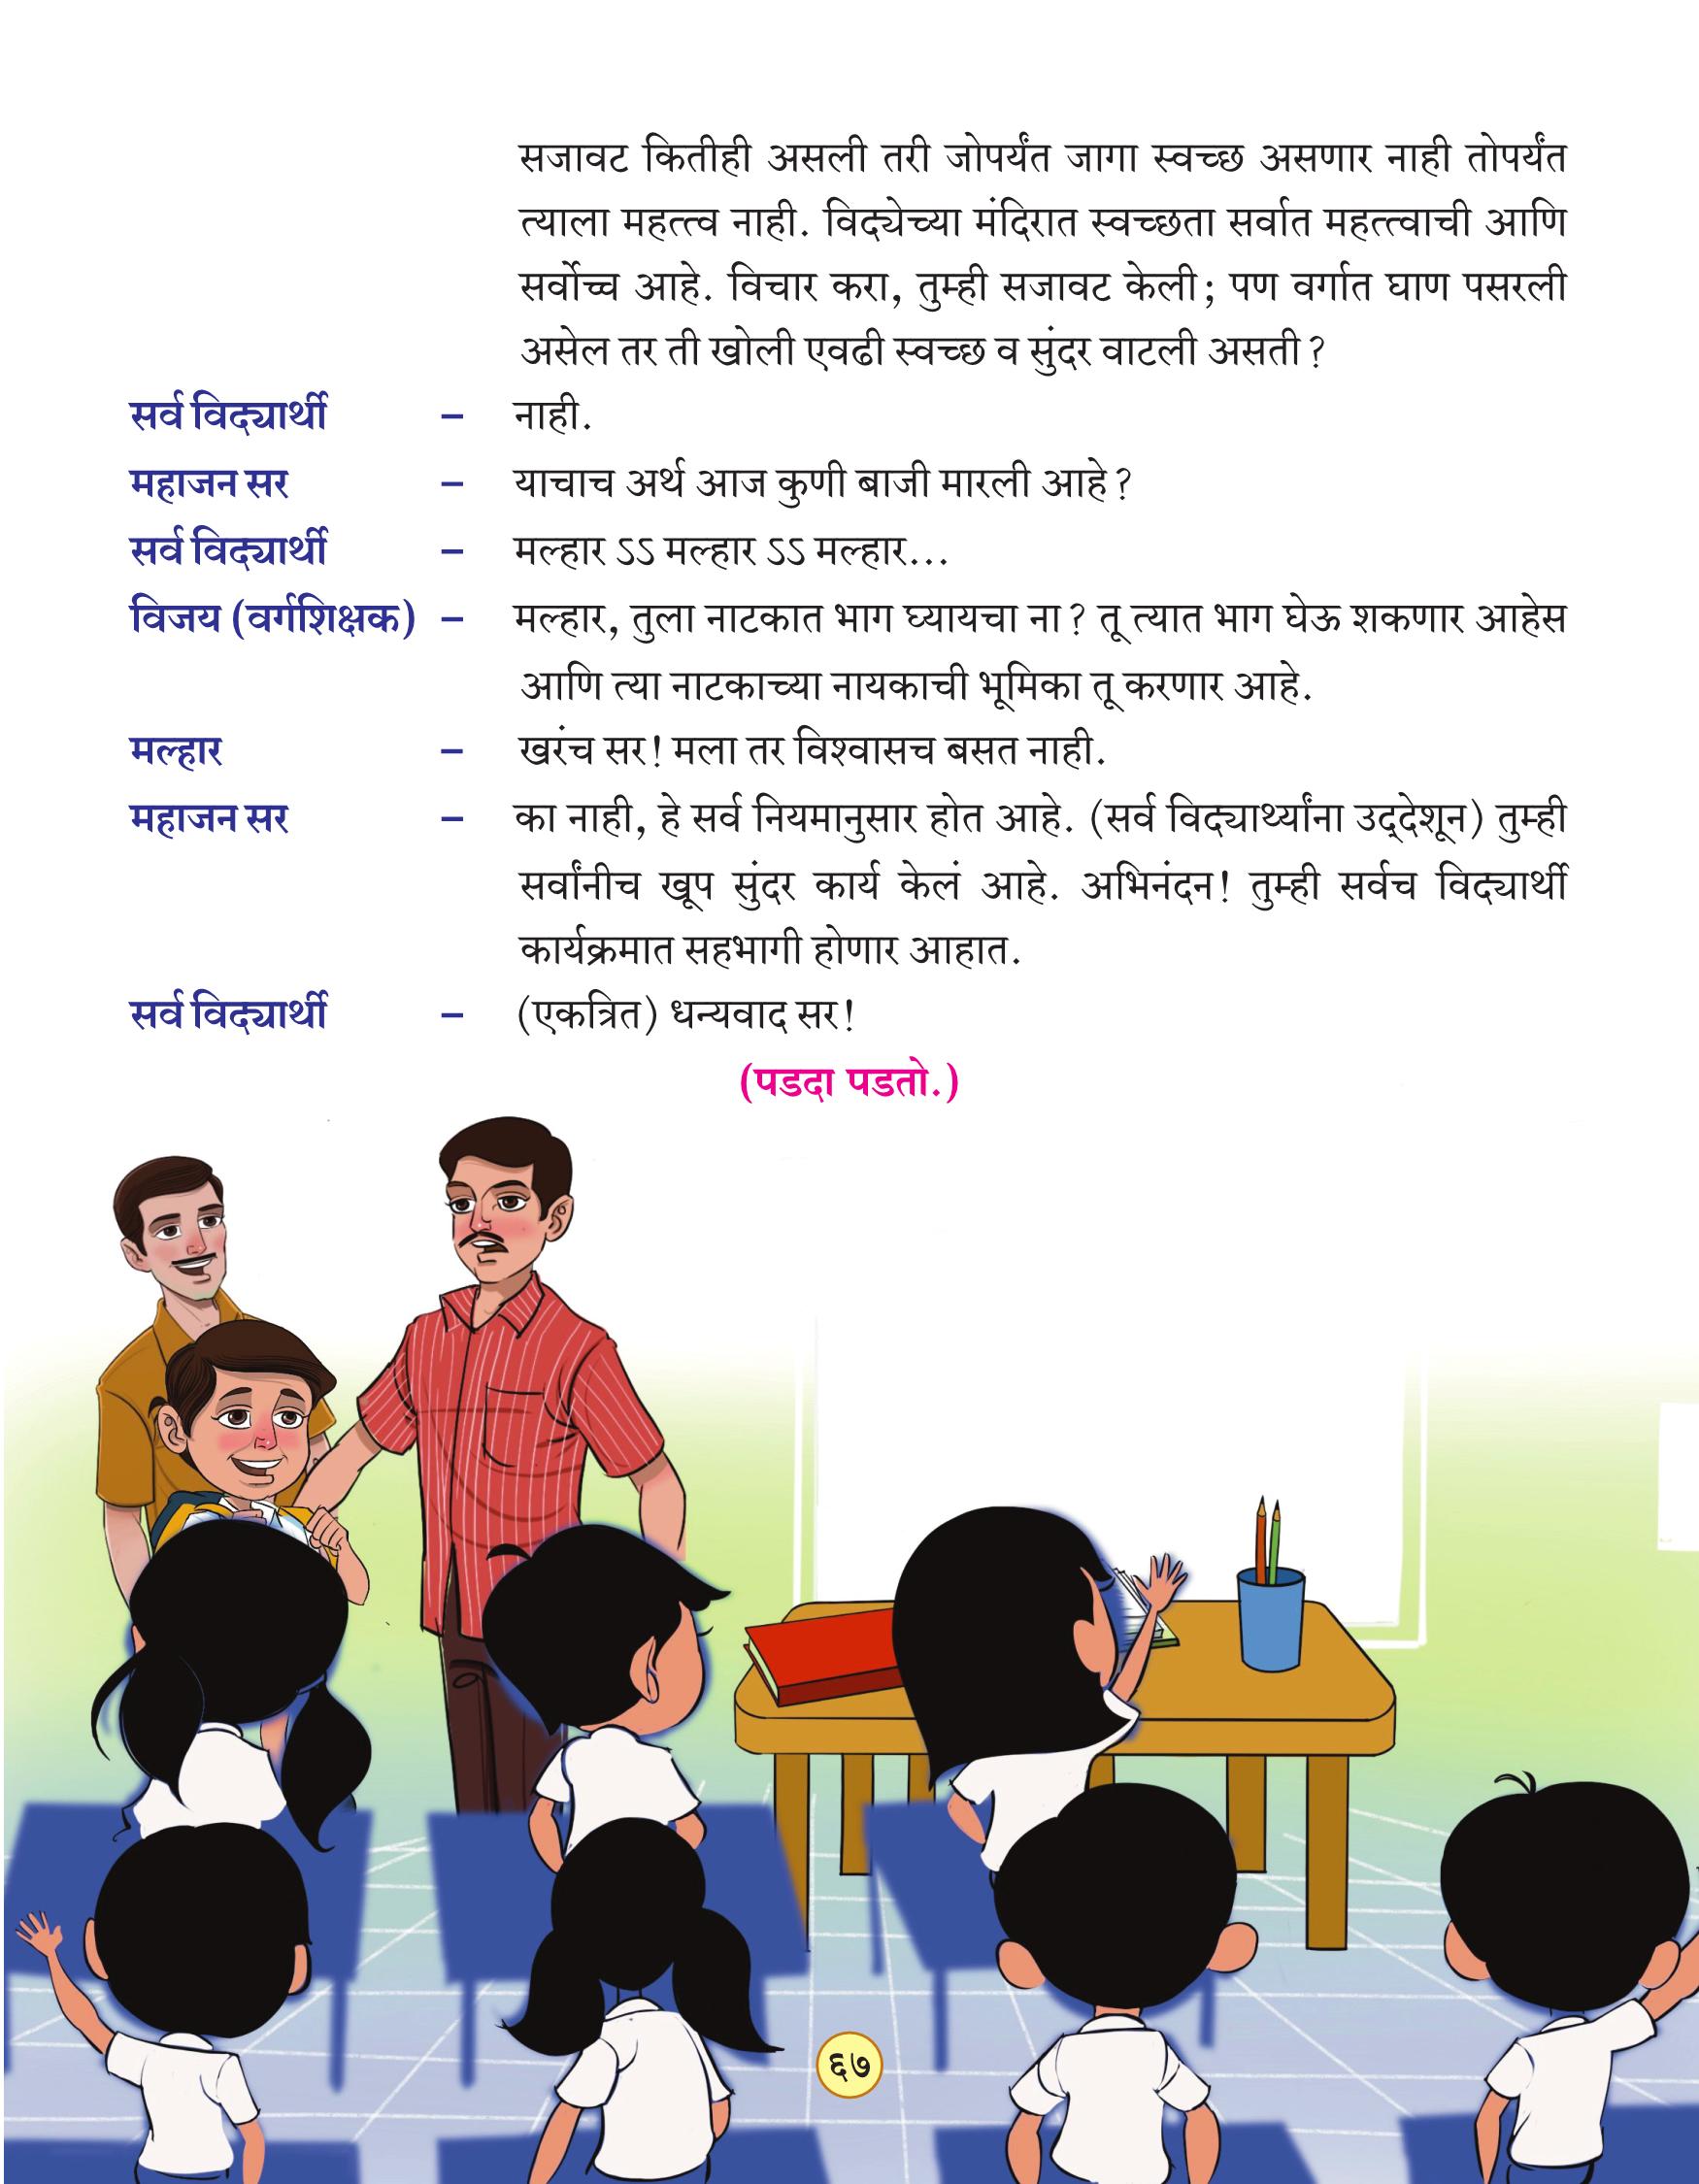 सजावट कितीही असली तरी जोपर्यंत जागा स्वच्छ असणार नाही तोपर्यंत
त्याला महत्त्व नाही. विद्येच्या मंदिरात स्वच्छता सर्वात महत्त्वाची आणि
सर्वोच्च आहे. विचार करा, तुम्ही सजावट केली; पण वर्गात घाण पसरली
असेल तर ती खोली एवढी स्वच्छ व सुंदर वाटली असती?
सर्व विद्यार्थी – नाही.
महाजन सर – याचाच अर्थ आज कुणी बाजी मारली आहे?
सर्व विद्यार्थी – मल्हार ऽऽ मल्हार ऽऽ मल्हार...
विजय (वर्गशिक्षक) – मल्हार, तुला नाटकात भाग घ्यायचा ना? तू त्यात भाग घेऊ शकणार आहेस
आणि त्या नाटकाच्या नायकाची भूमिका तू करणार आहे.
मल्हार – खरंच सर! मला तर विश्वासच बसत नाही.
महाजन सर – का नाही, हे सर्व नियमानुसार होत आहे. (सर्व विद्यार्थ्यांना उद्‌देशून) तुम्ही
सर्वांनीच खूप सुंदर कार्य केलं आहे. अभिनंदन! तुम्ही सर्वच विद्यार्थी
कार्यक्रमात सहभागी होणार आहात.
सर्व विद्यार्थी – (एकत्रित) धन्यवाद सर!
(पडदा पडतो.)
६७